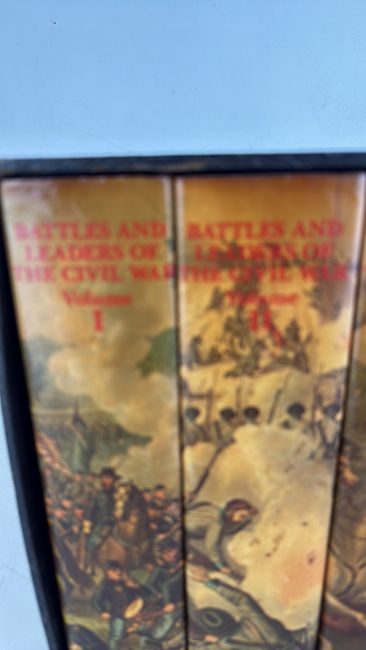 BATTLES AND
LEADERS OF
THE CIVIL WAR
Volume
I
BATTLES AND
LEADERS OF
THE CIVIL WAR
Volume
II